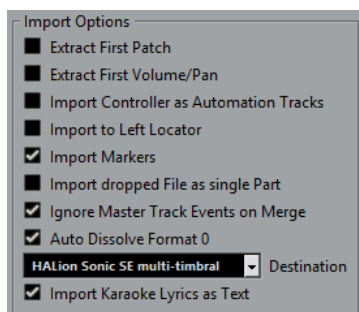 Import Options
Extract First Patch
Extract First Volume/Pan
Import Controller as Automation Tracks
Import to Left Locator
Import Markers
Import dropped File as single Part
Ignore Master Track Events on Merge
Auto Dissolve Format 0
HALion Sonic SE multi-timbral Destination
Import Karaoke Lyrics as Text